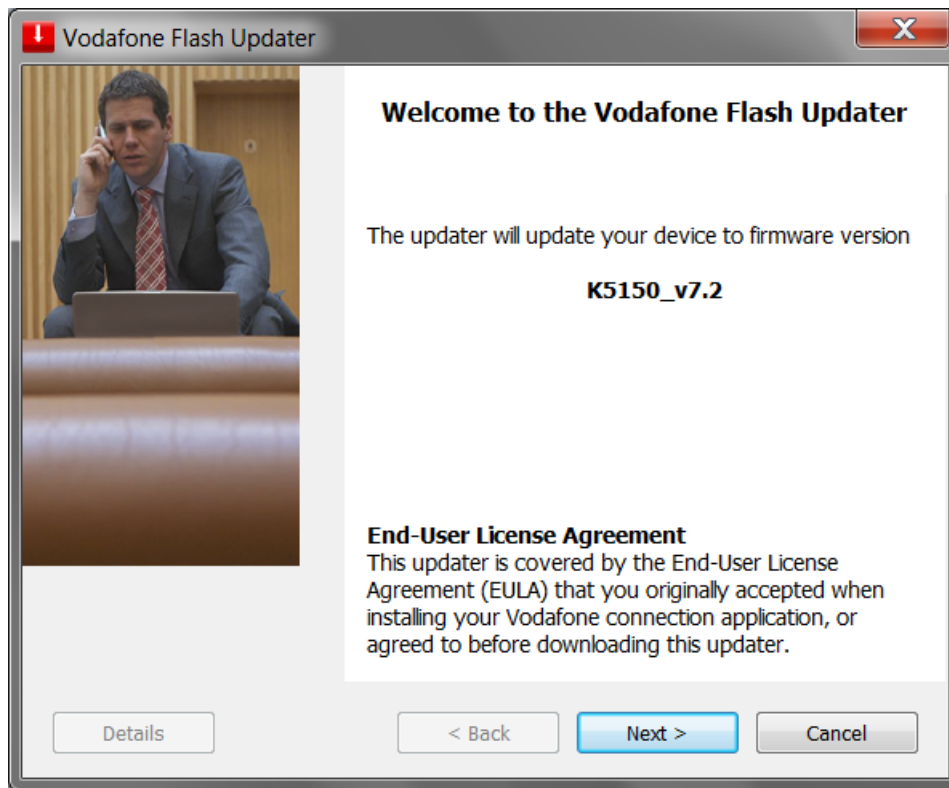 Vodafone Flash Updater
Welcome to the Vodafone Flash Updater
The updater will update your device to firmware version
K5150_v7.2
End-User License Agreement
This updater is covered by the End-User License
Agreement (EULA) that you originally accepted when
installing your Vodafone connection application, or
agreed to before downloading this updater.
Details
< Back
Next >
Cancel